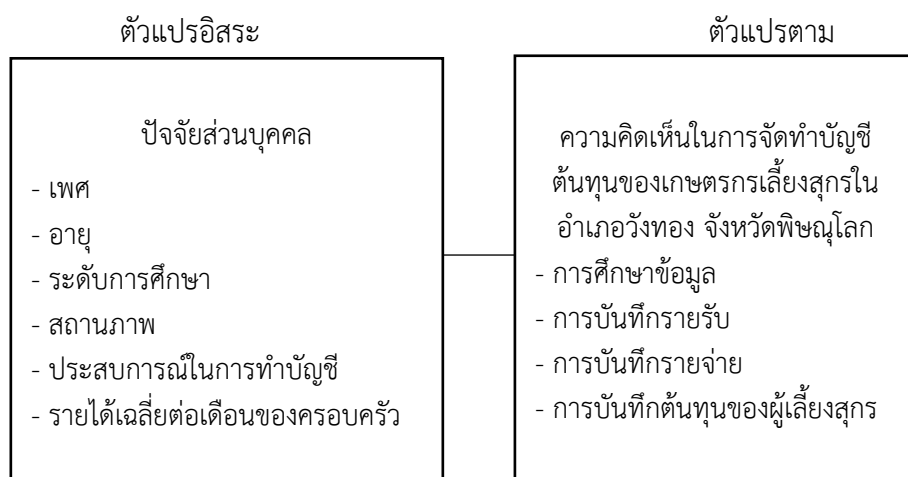 ตัวแปรอิสระ
ปัจจัยส่วนบุคคล
- เพศ
- อายุ
- ระดับการศึกษา
- สถานภาพ
- ประสบการณ์ในการทำบัญชี
- รายได้เฉลี่ยต่อเดือนของครอบครัว
ตัวแปรตาม
ความคิดเห็นในการจัดทำบัญชี
ต้นทุนของเกษตรกรเลี้ยงสุกรใน
อำเภอวังทอง จังหวัดพิษณุโลก
- การศึกษาข้อมูล
- การบันทึกรายรับ
- การบันทึกรายจ่าย
- การบันทึกต้นทุนของผู้เลี้ยงสุกร